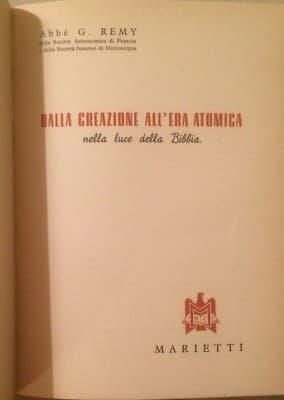 Abbé G. REMY
della Società Astronomica di Francia
e della Società francese di Microscopia
DALLA CREAZIONE ALL'ERA ATOMICA
nella luce della Bibbia.
MARIETTI